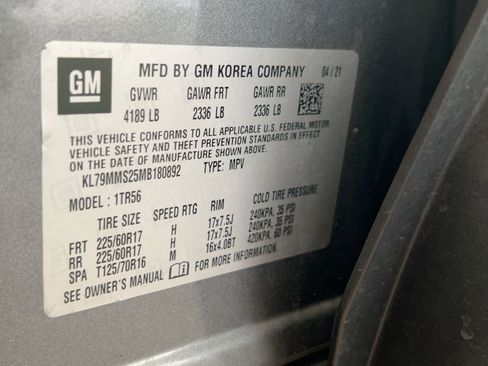 GM
MFD BY GM KOREA COMPANY 04 / 21
GVWR GAWR FRT GAWR RR
4189 LB 2336 LB 2336 LB
THIS VEHICLE CONFORMS TO ALL APPLICABLE U.S. FEDERAL MOTOR
VEHICLE SAFETY AND THEFT PREVENTION STANDARDS IN EFFECT ON
THE DATE OF MANUFACTURE SHOWN ABOVE.
KL79MMS25MB180892 TYPE: MPV
MODEL : 1TR56
TIRE SIZE SPEED RTG RIM COLD TIRE PRESSURE
FRT 225/60R17 H 17x7.5J 240KPA, 35 PSI
RR 225/60R17 H 17x7.5J 240KPA, 35 PSI
SPA T125/70R16 M 16x4.0BT 420KPA, 60 PSI
SEE OWNER'S MANUAL FOR MORE INFORMATION.